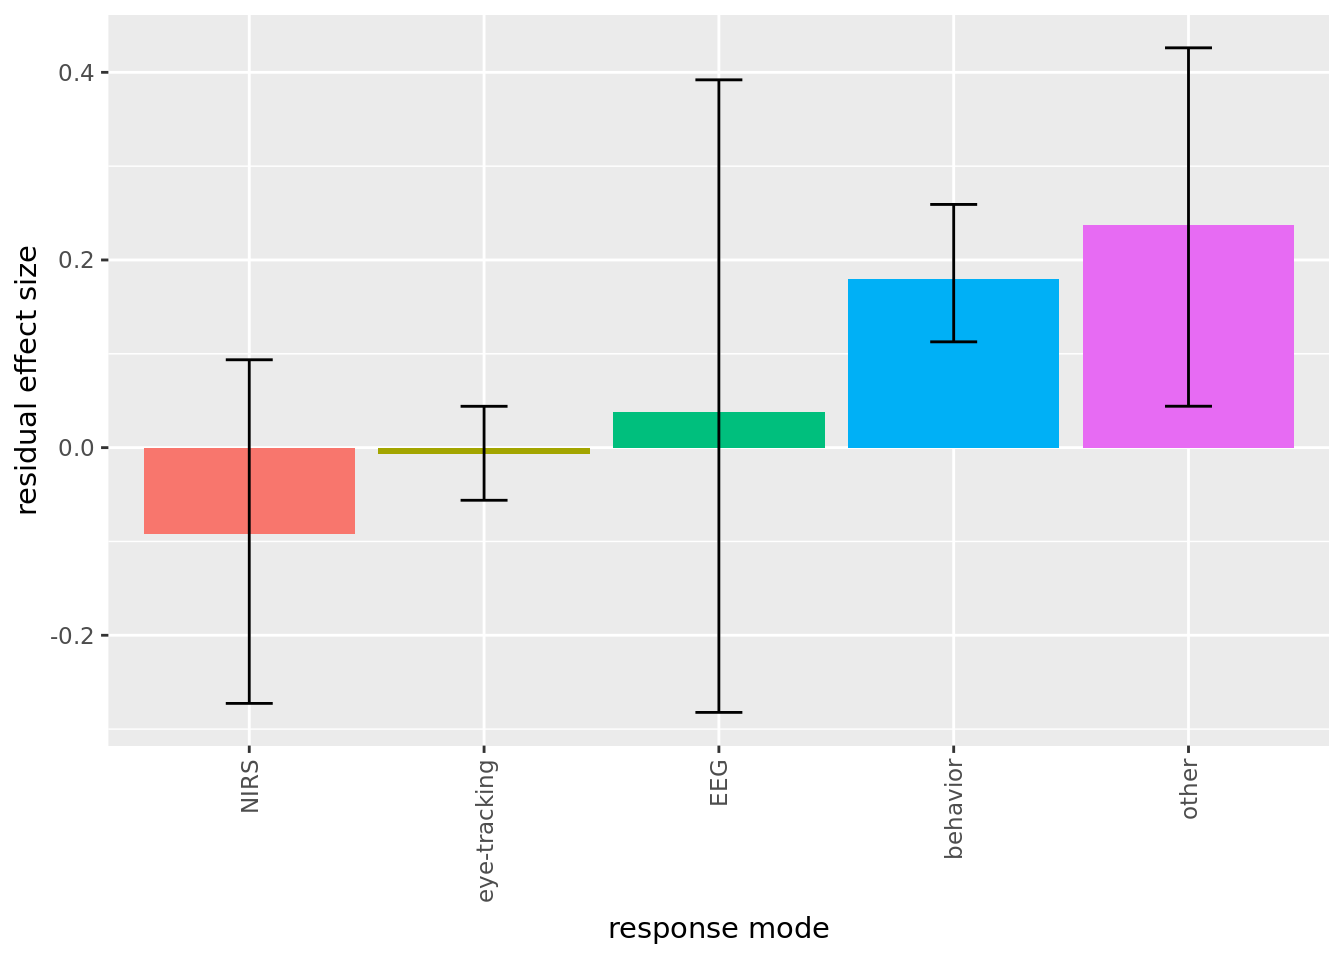 residual effect size
0.4
0.2
0.0
-0.2
NIRS
eye-tracking
EEG
behavior
other
response mode